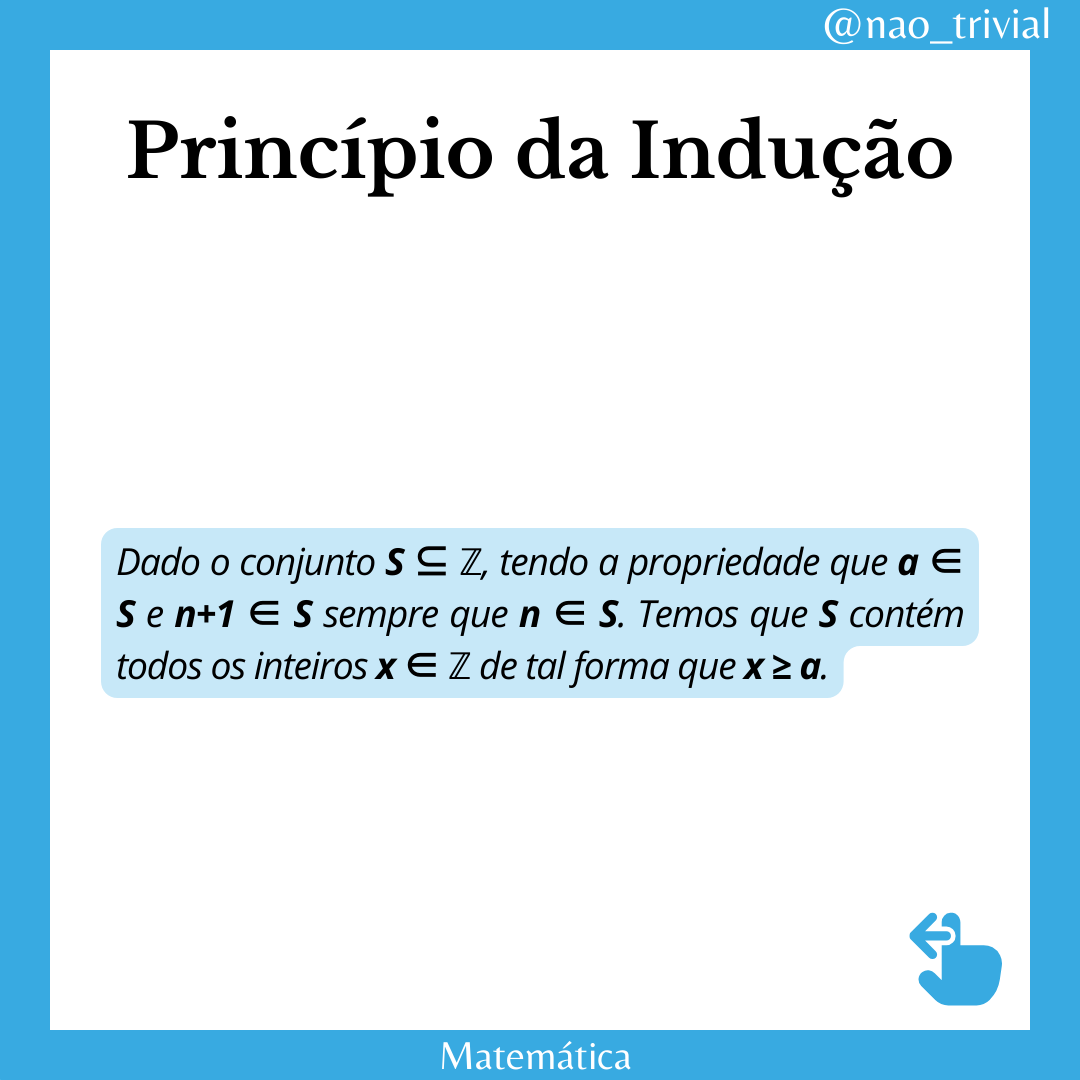 @nao_trivial
Princípio da Indução
Dado o conjunto S ⊆ ℤ, tendo a propriedade que a ∈
S e n+1 ∈ S sempre que n ∈ S. Temos que S contém
todos os inteiros x ∈ ℤ de tal forma que x ≥ a.
Matemática